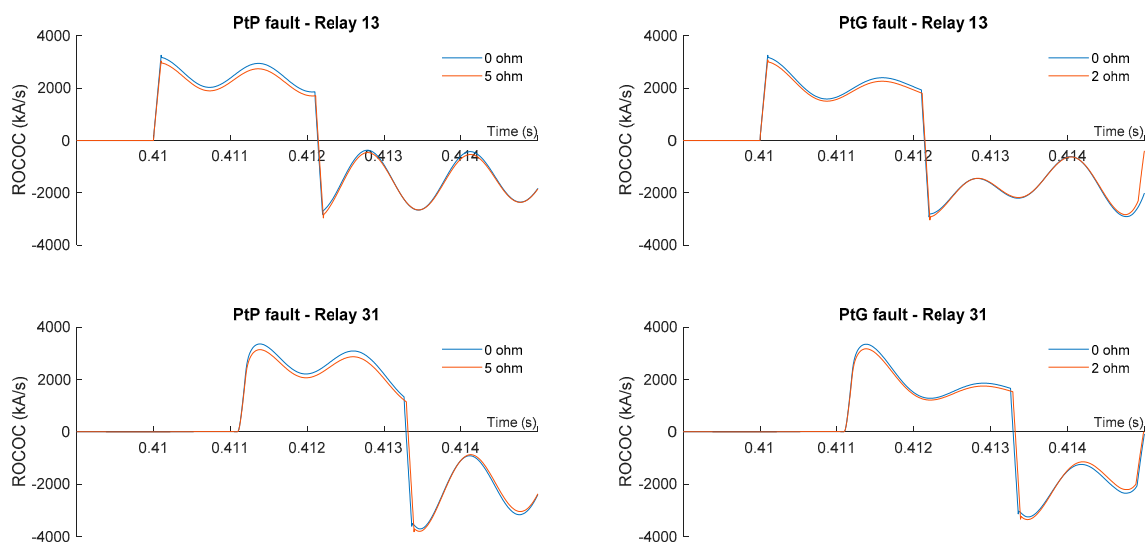 PtP fault - Relay 13
4000
2000
0
-2000
-4000
ROCOC (kA/s)
0 ohm
5 ohm
Time (s)
0.41 0.411 0.412 0.413 0.414
PtG fault - Relay 13
4000
2000
0
-2000
-4000
ROCOC (kA/s)
0 ohm
2 ohm
Time (s)
0.41 0.411 0.412 0.413 0.414
PtP fault - Relay 31
4000
2000
0
-2000
-4000
ROCOC (kA/s)
0 ohm
5 ohm
Time (s)
0.41 0.411 0.412 0.413 0.414
PtG fault - Relay 31
4000
2000
0
-2000
-4000
ROCOC (kA/s)
0 ohm
2 ohm
Time (s)
0.41 0.411 0.412 0.413 0.414